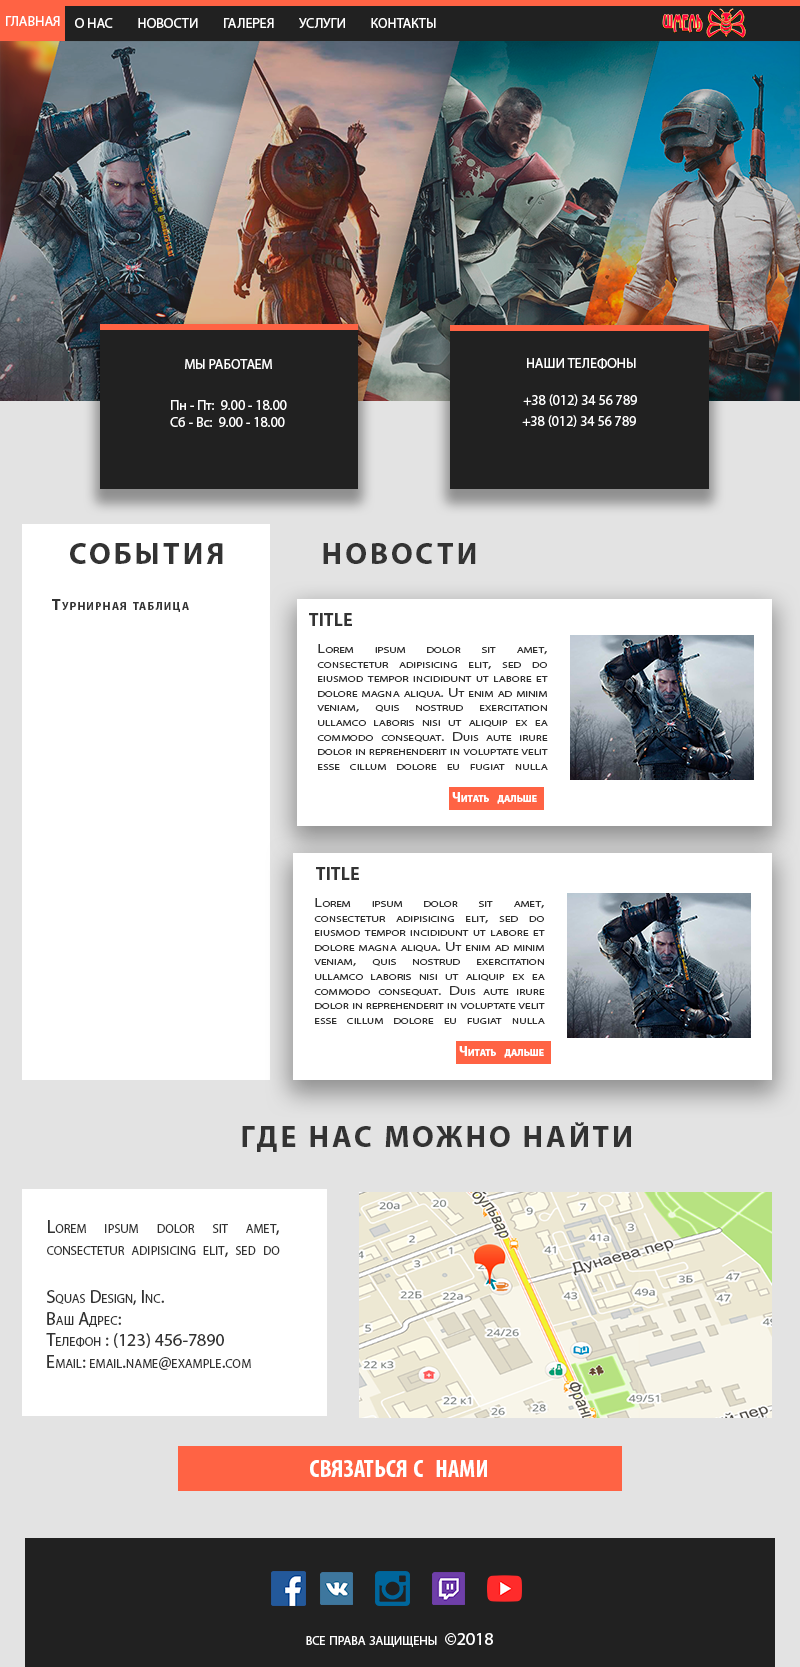 ГЛАВНАЯ О НАС НОВОСТИ ГАЛЕРЕЯ УСЛУГИ КОНТАКТЫ ШМЕЛЬ
МЫ РАБОТАЕМ
Пн - Пт: 9.00 - 18.00
Сб - Вс: 9.00 - 18.00
НАШИ ТЕЛЕФОНЫ
+38 (012) 34 56 789
+38 (012) 34 56 789
СОБЫТИЯ
Турнирная таблица
НОВОСТИ
TITLE
Lorem ipsum dolor sit amet,
consectetur adipisicing elit, sed do
eiusmod tempor incididunt ut labore et
dolore magna aliqua. Ut enim ad minim
veniam, quis nostrud exercitation
ullamco laboris nisi ut aliquip ex ea
commodo consequat. Duis aute irure
dolor in reprehenderit in voluptate velit
esse cillum dolore eu fugiat nulla
Читать дальше
TITLE
Lorem ipsum dolor sit amet,
consectetur adipisicing elit, sed do
eiusmod tempor incididunt ut labore et
dolore magna aliqua. Ut enim ad minim
veniam, quis nostrud exercitation
ullamco laboris nisi ut aliquip ex ea
commodo consequat. Duis aute irure
dolor in reprehenderit in voluptate velit
esse cillum dolore eu fugiat nulla
Читать дальше
ГДЕ НАС МОЖНО НАЙТИ
Lorem ipsum dolor sit amet,
consectetur adipisicing elit, sed do
Squas Design, Inc.
Ваш Адрес:
Телефон : (123) 456-7890
Email: email.name@example.com
20а 20 бульвар 9 7 26
2 2 44 41 41а 33
4 Дунаева пер
22Б 22а 43 45 47 47
5 24/26 49
22 к3
22 к1 26 28 Франц 45/51 й пер
СВЯЗАТЬСЯ С НАМИ
ВСЕ ПРАВА ЗАЩИЩЕНЫ ©2018